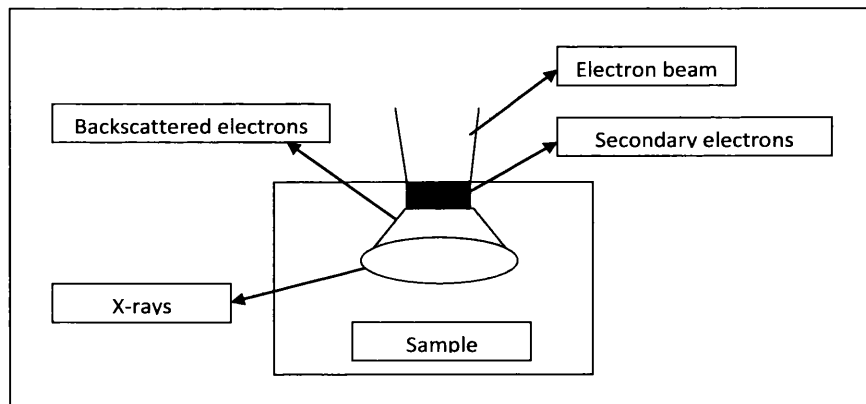 Electron beam
Backscattered electrons
Secondary electrons
X-rays
Sample